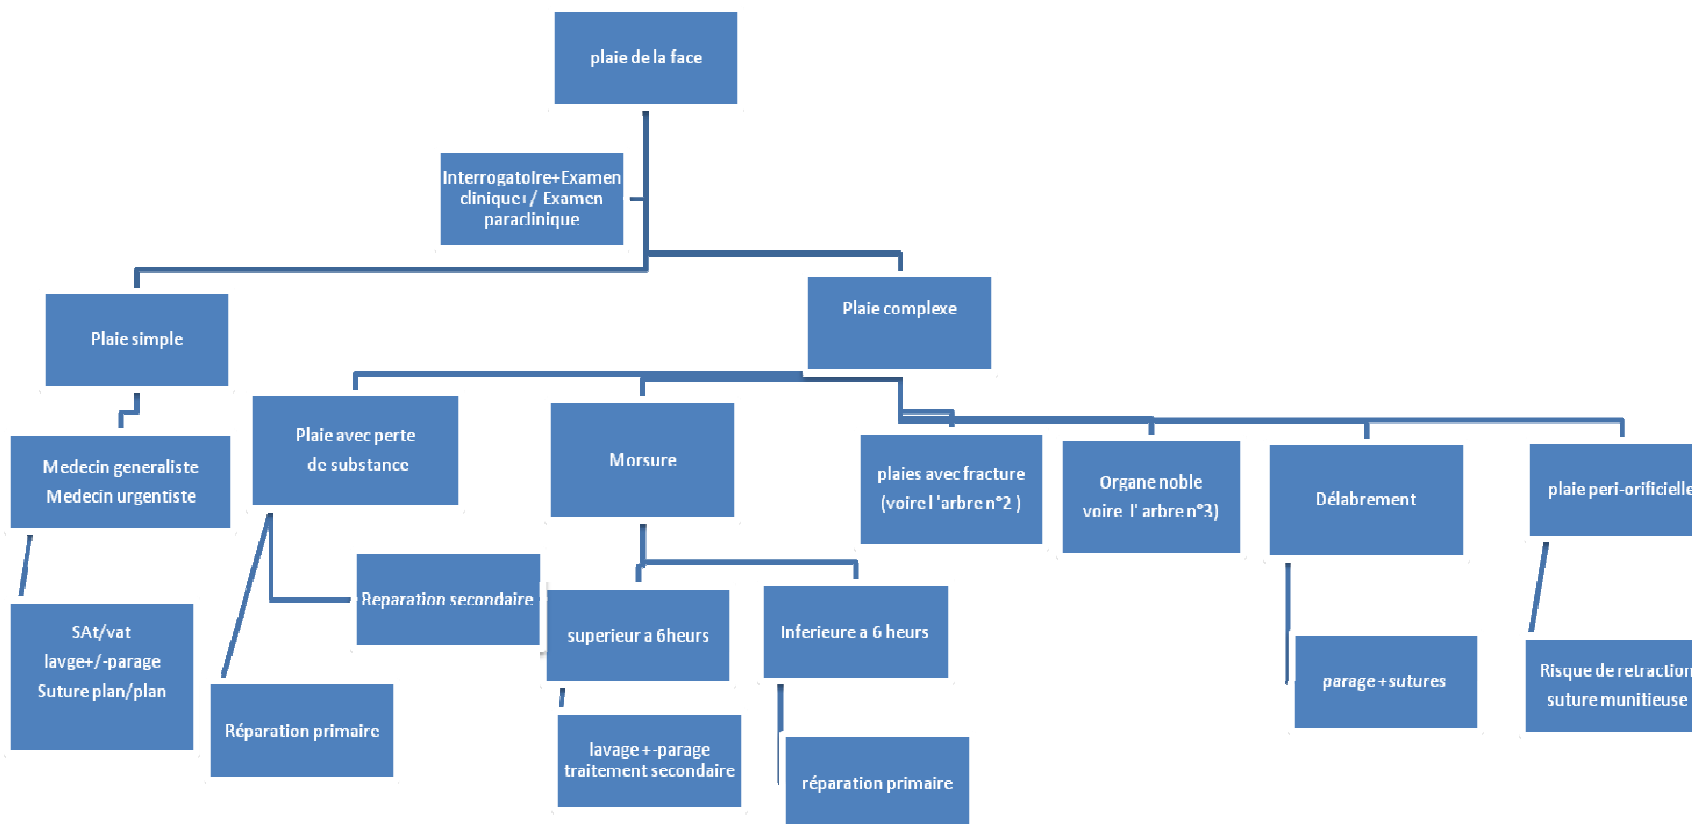 plaie de la face
Interrogatoire+Examen
clinique+/ Examen
paraclinique
Plaie simple
Plaie complexe
Medecin generaliste
Medecin urgentiste
Plaie avec perte
de substance
Morsure
plaies avec fracture
(voire l 'arbre n°2 )
Organe noble
voire l' arbre n°3)
Délabrement
plaie peri-orificielle
SAt/vat
lavge+/-parage
Suture plan/plan
Reparation secondaire
Réparation primaire
superieur a 6heurs
Inferieure a 6 heurs
lavage +-parage
traitement secondaire
réparation primaire
parage +sutures
Risque de retraction
suture munitieuse